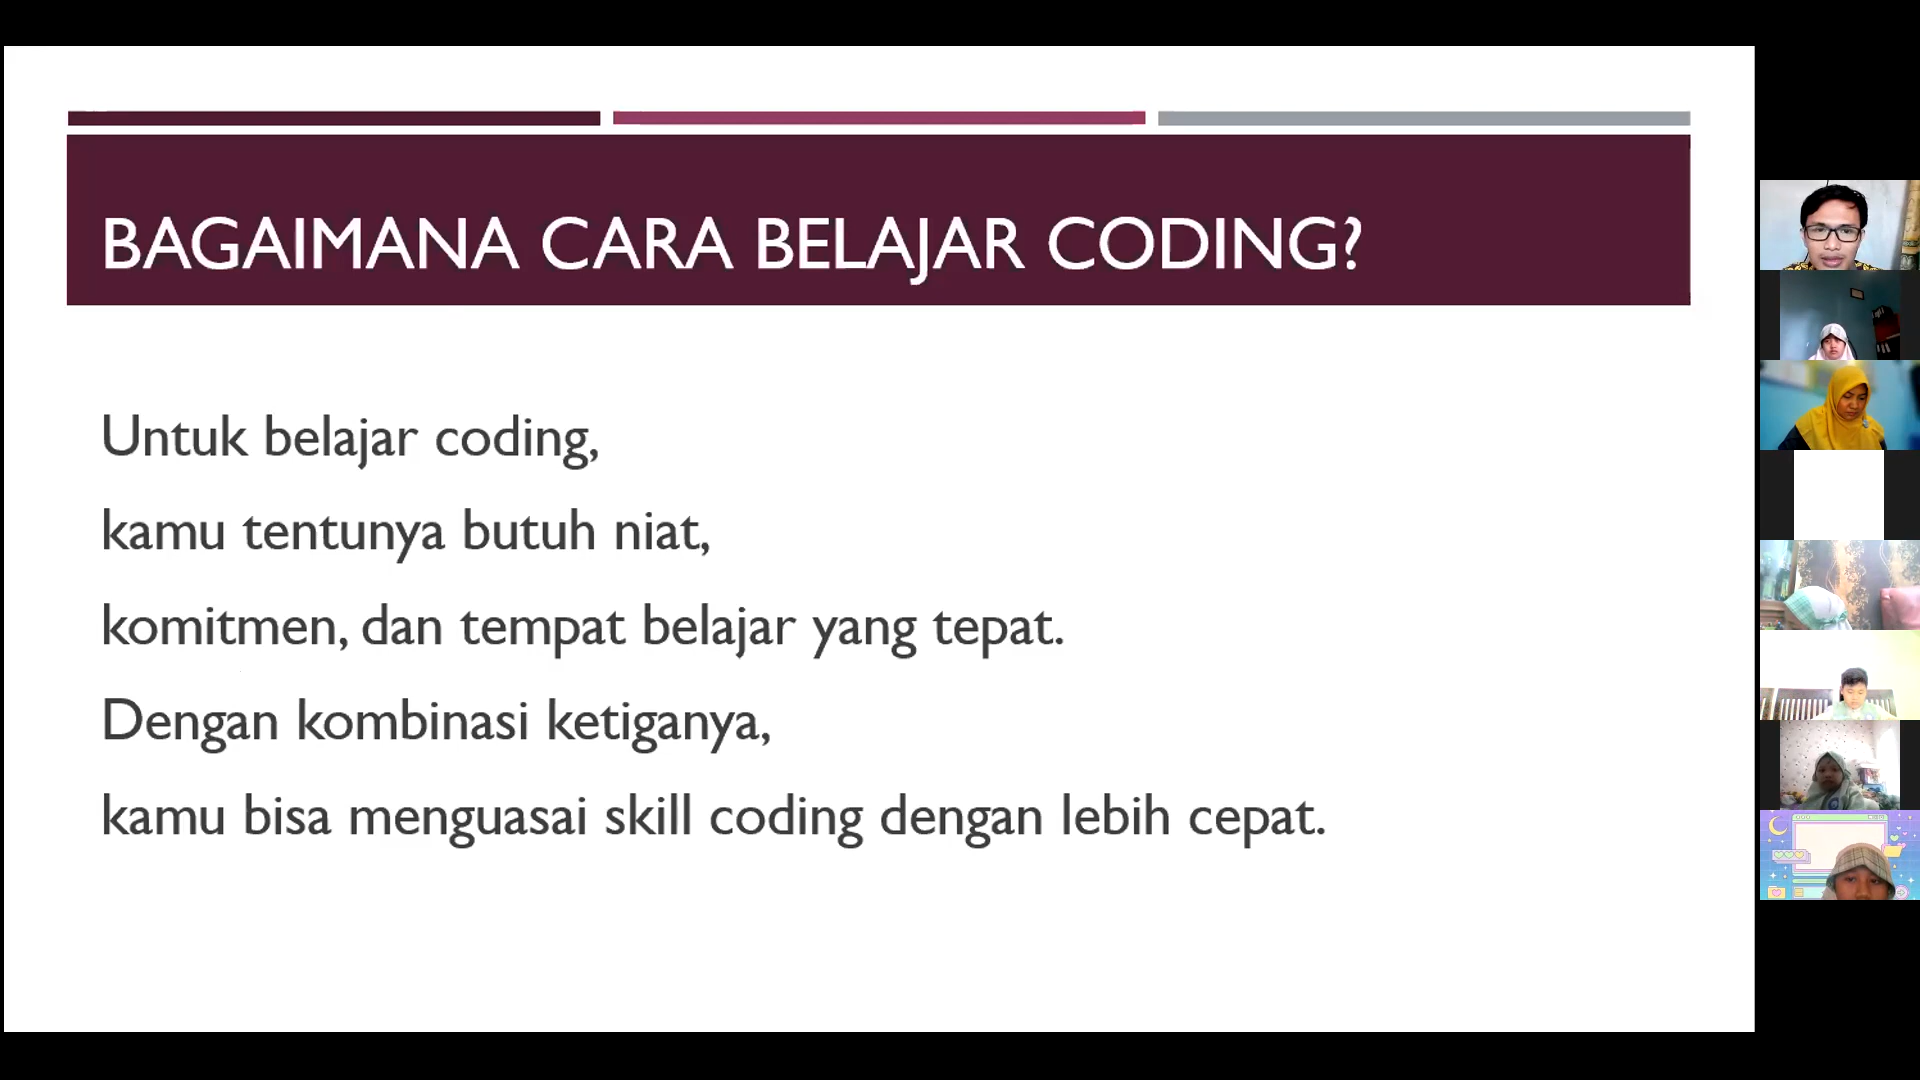 BAGAIMANA CARA BELAJAR CODING?
Untuk belajar coding,
kamu tentunya butuh niat,
komitmen, dan tempat belajar yang tepat.
Dengan kombinasi ketiganya,
kamu bisa menguasai skill coding dengan lebih cepat.